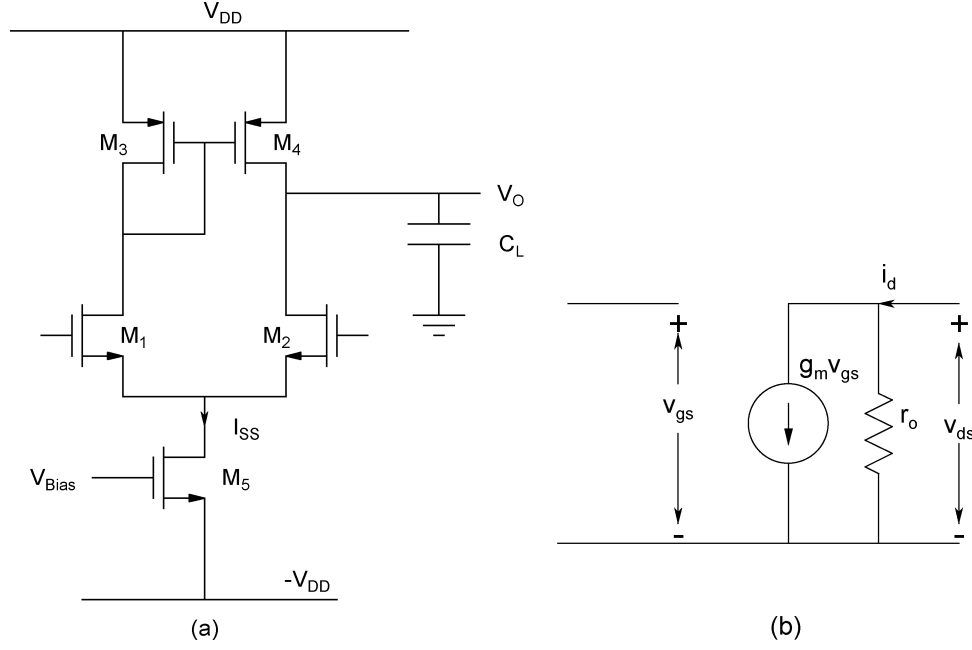 V_DD
M_3
M_4
V_O
C_L
M_1
M_2
I_SS
V_Bias
M_5
-V_DD
(a)
i_d
+
+
g_m v_gs
v_gs
r_o
v_ds
-
-
(b)